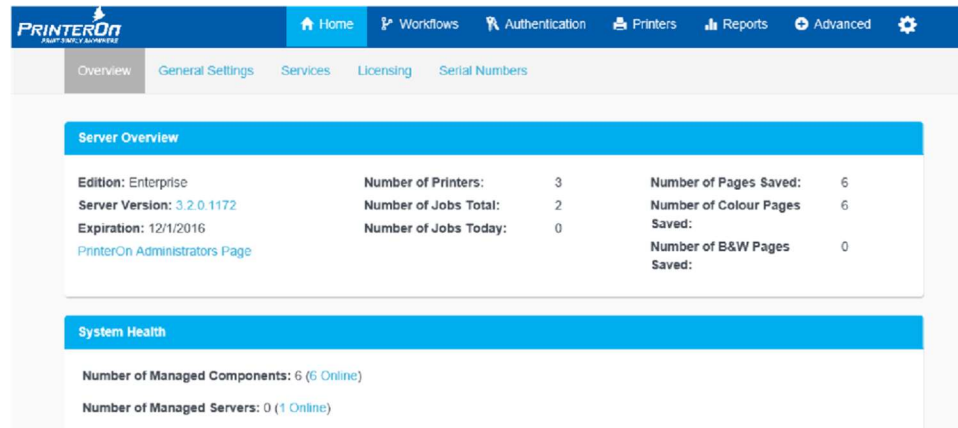 PRINTERON
PRINT SIMPLY ANYWHERE
Home Workflows Authentication Printers Reports Advanced
Overview General Settings Services Licensing Serial Numbers
Server Overview
Edition: Enterprise Number of Printers: 3 Number of Pages Saved: 6
Server Version: 3.2.0.1172 Number of Jobs Total: 2 Number of Colour Pages 6
Saved:
Expiration: 12/1/2016 Number of Jobs Today: 0
PrinterOn Administrators Page Number of B&W Pages 0
Saved:
System Health
Number of Managed Components: 6 (6 Online)
Number of Managed Servers: 0 (1 Online)